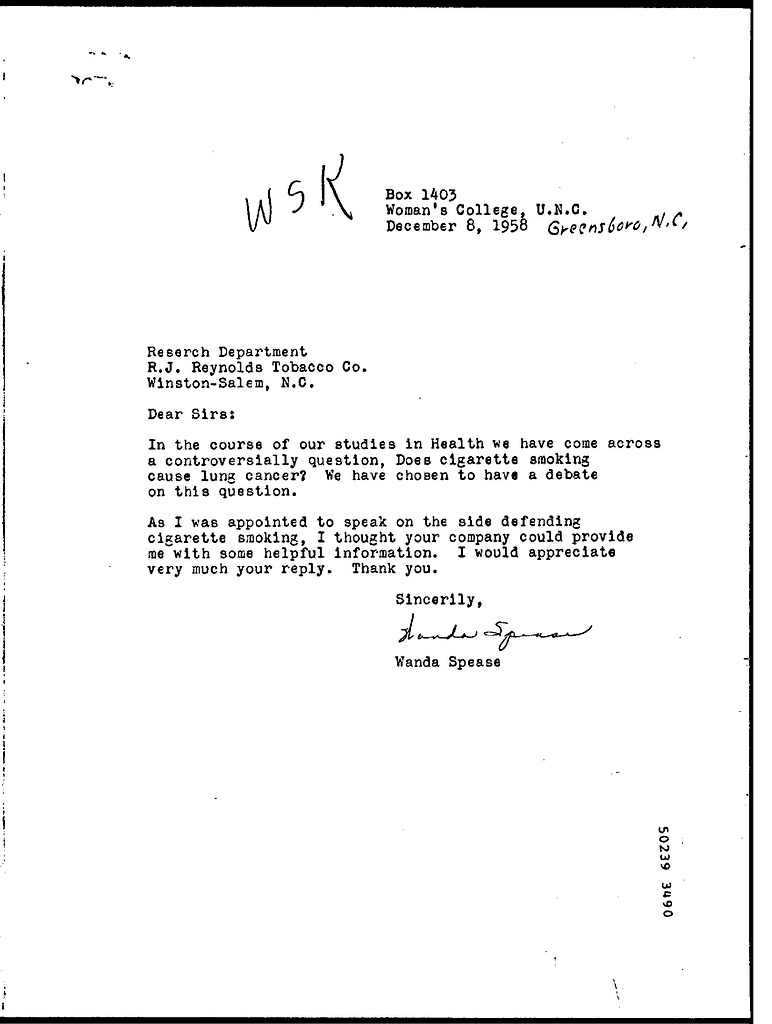 WSK
Box 1403
Woman's College, U.N.C.
December 8, 1958 Greensboro, N.C,
Reserch Department
R.J. Reynolds Tobacco Co.
Winston-Salem, N.C.
Dear Sirs:
In the course of our studies in Health we have come across
a controversially question, Does cigarette smoking
cause lung cancer? We have chosen to have a debate
on this question.
As I was appointed to speak on the side defending
cigarette smoking, I thought your company could provide
me with some helpful information. I would appreciate
very much your reply. Thank you.
Sincerily,
Wanda Spease
Wanda Spease
50239 3490